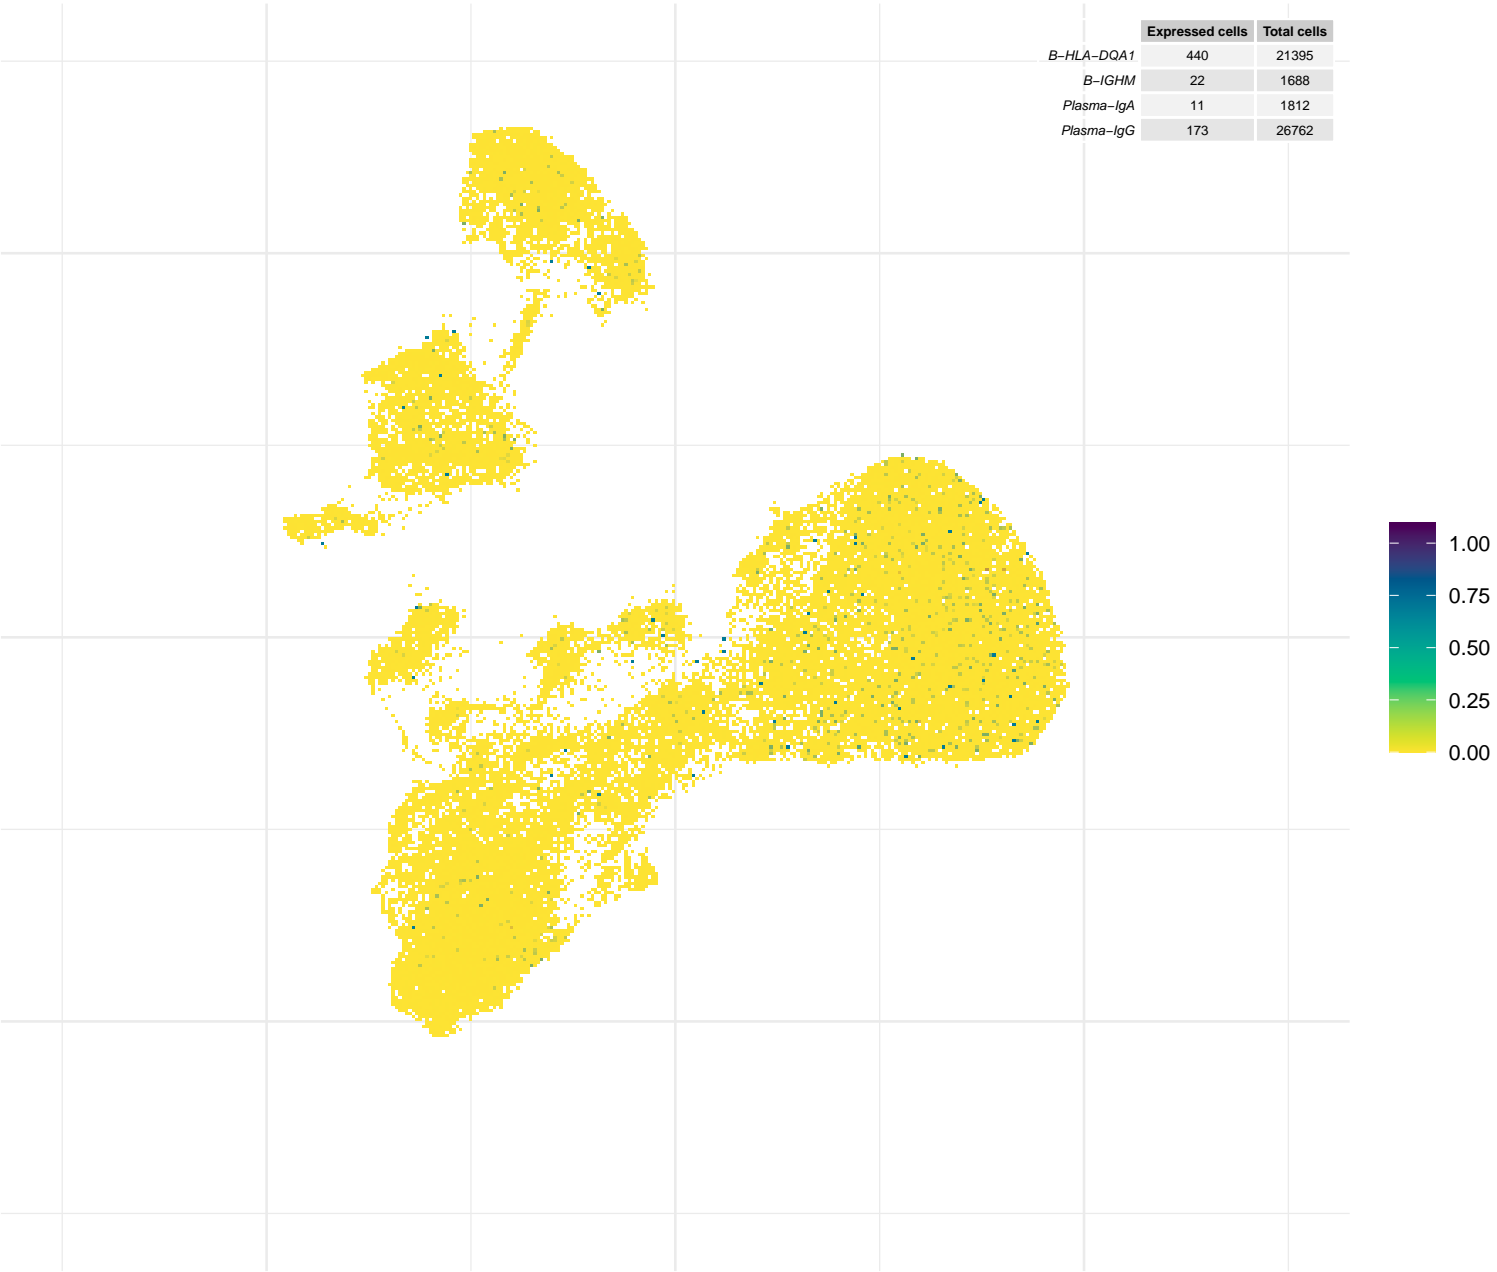 Expressed cells Total cells
B−HLA−DQA1 440 21395
B−IGHM 22 1688
Plasma−IgA 11 1812
Plasma−IgG 173 26762
1.00
0.75
0.50
0.25
0.00